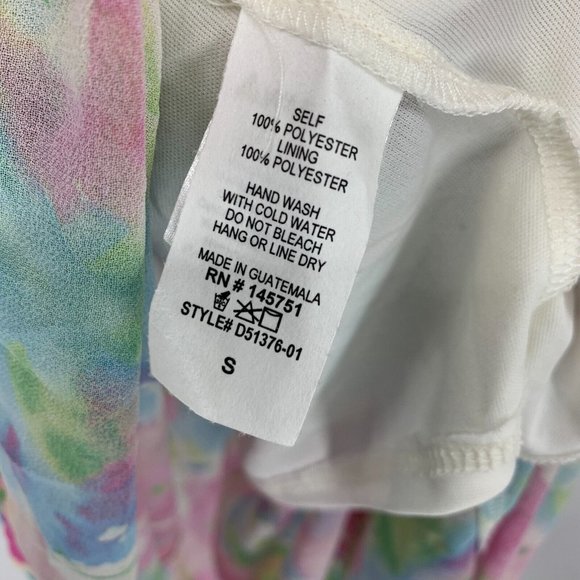 SELF
100% POLYESTER
LINING
100% POLYESTER
HAND WASH
WITH COLD WATER
DO NOT BLEACH
HANG OR LINE DRY
MADE IN GUATEMALA
RN # 145751
STYLE# D51376-01
S